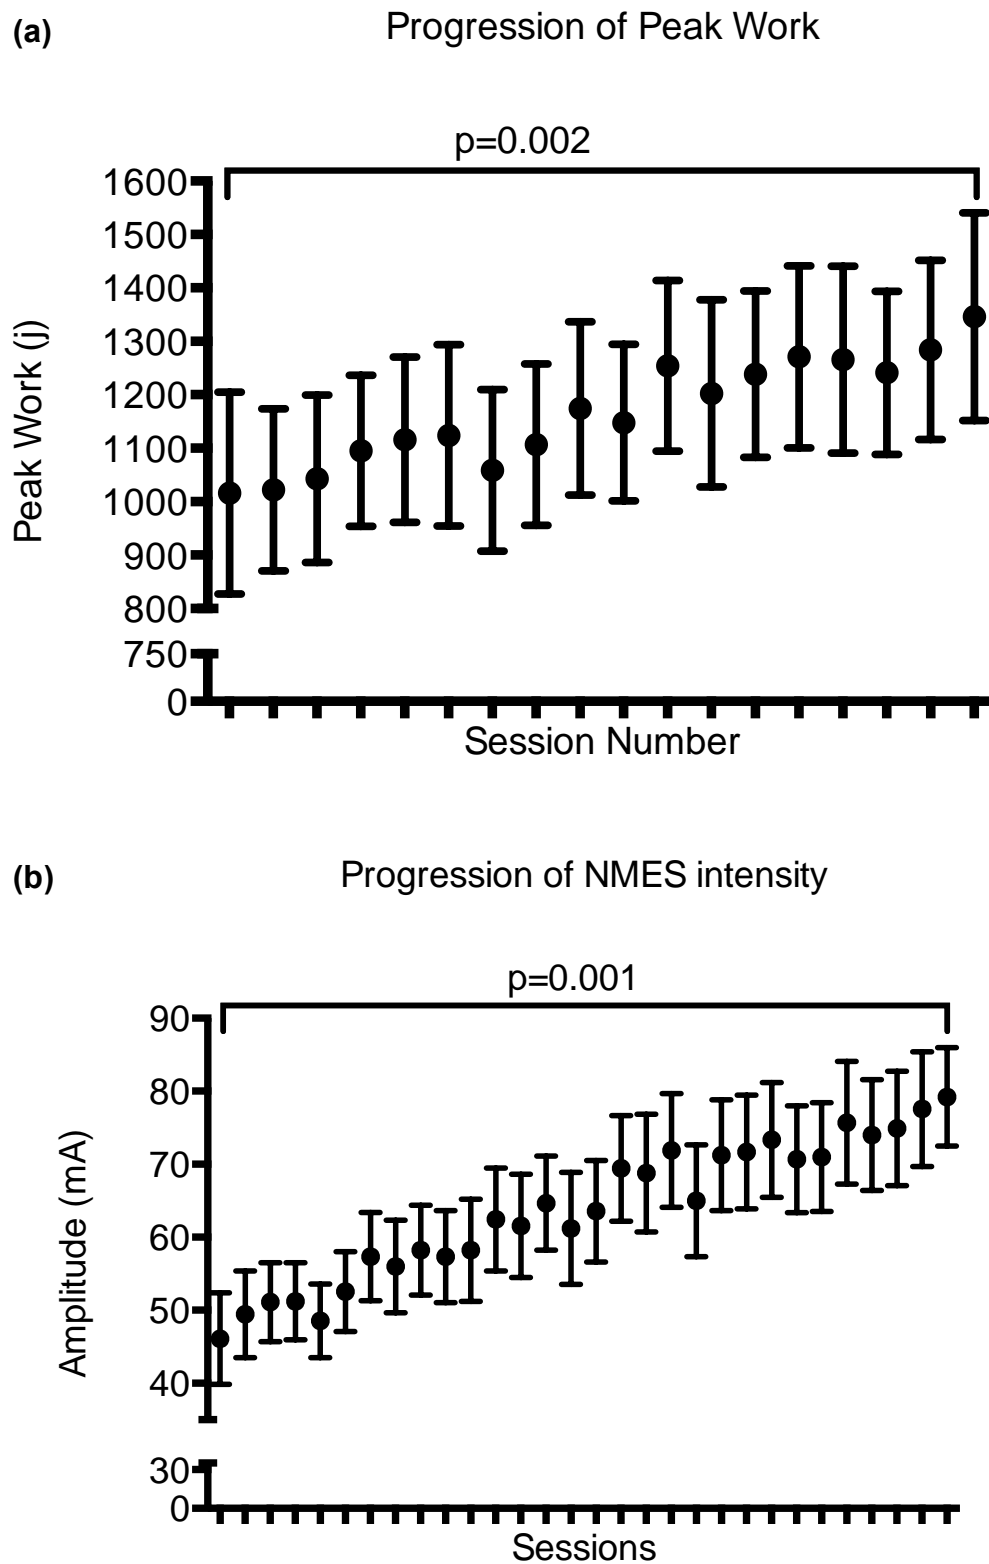 (a)
Progression of Peak Work
p=0.002
1600
1500
1400
1300
1200
1100
1000
900
800
750
0
Peak Work (j)
Session Number
(b)
Progression of NMES intensity
p=0.001
90
80
70
60
50
40
30
0
Amplitude (mA)
Sessions